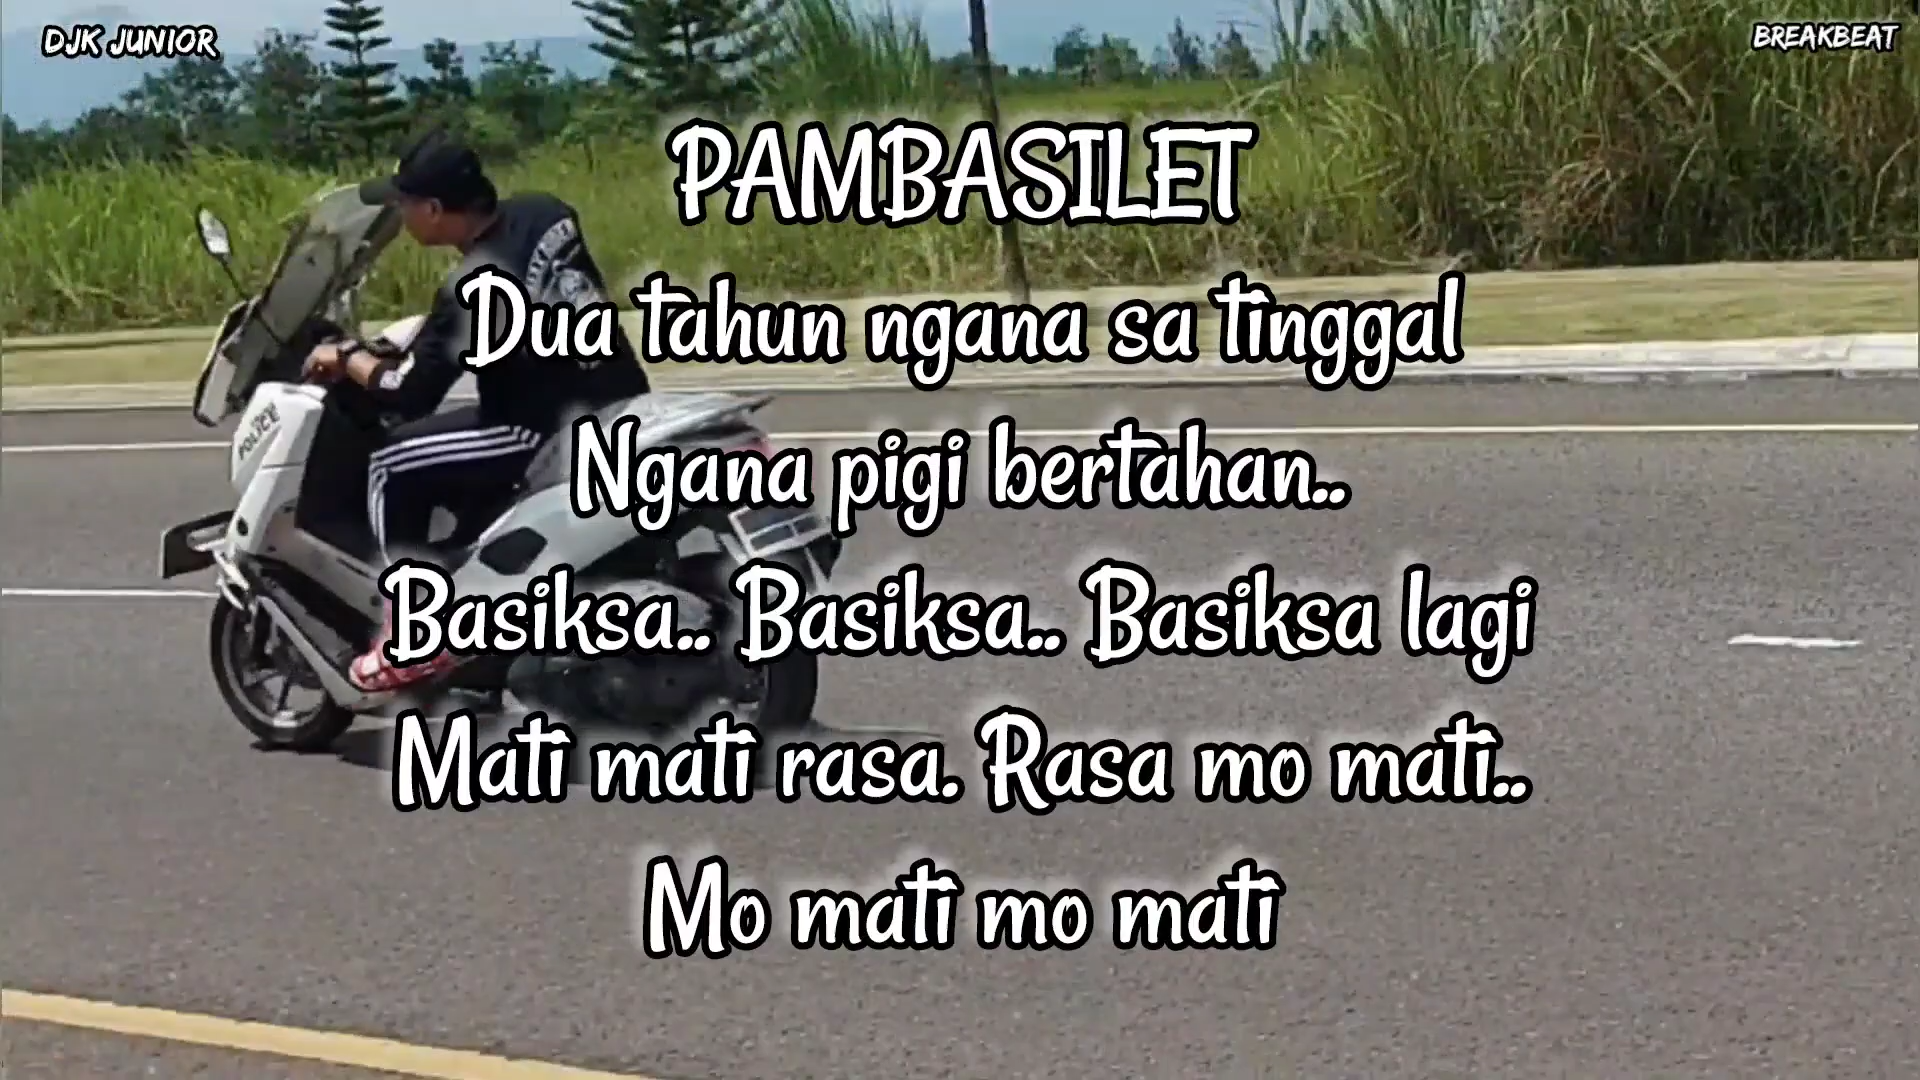 DJK JUNIOR
BREAKBEAT
PAMBASILET
Dua tahun ngana sa tinggal
Ngana pigi bertahan..
Basiksa.. Basiksa.. Basiksa lagi
Mati mati rasa. Rasa mo mati..
Mo mati mo mati
POLICE